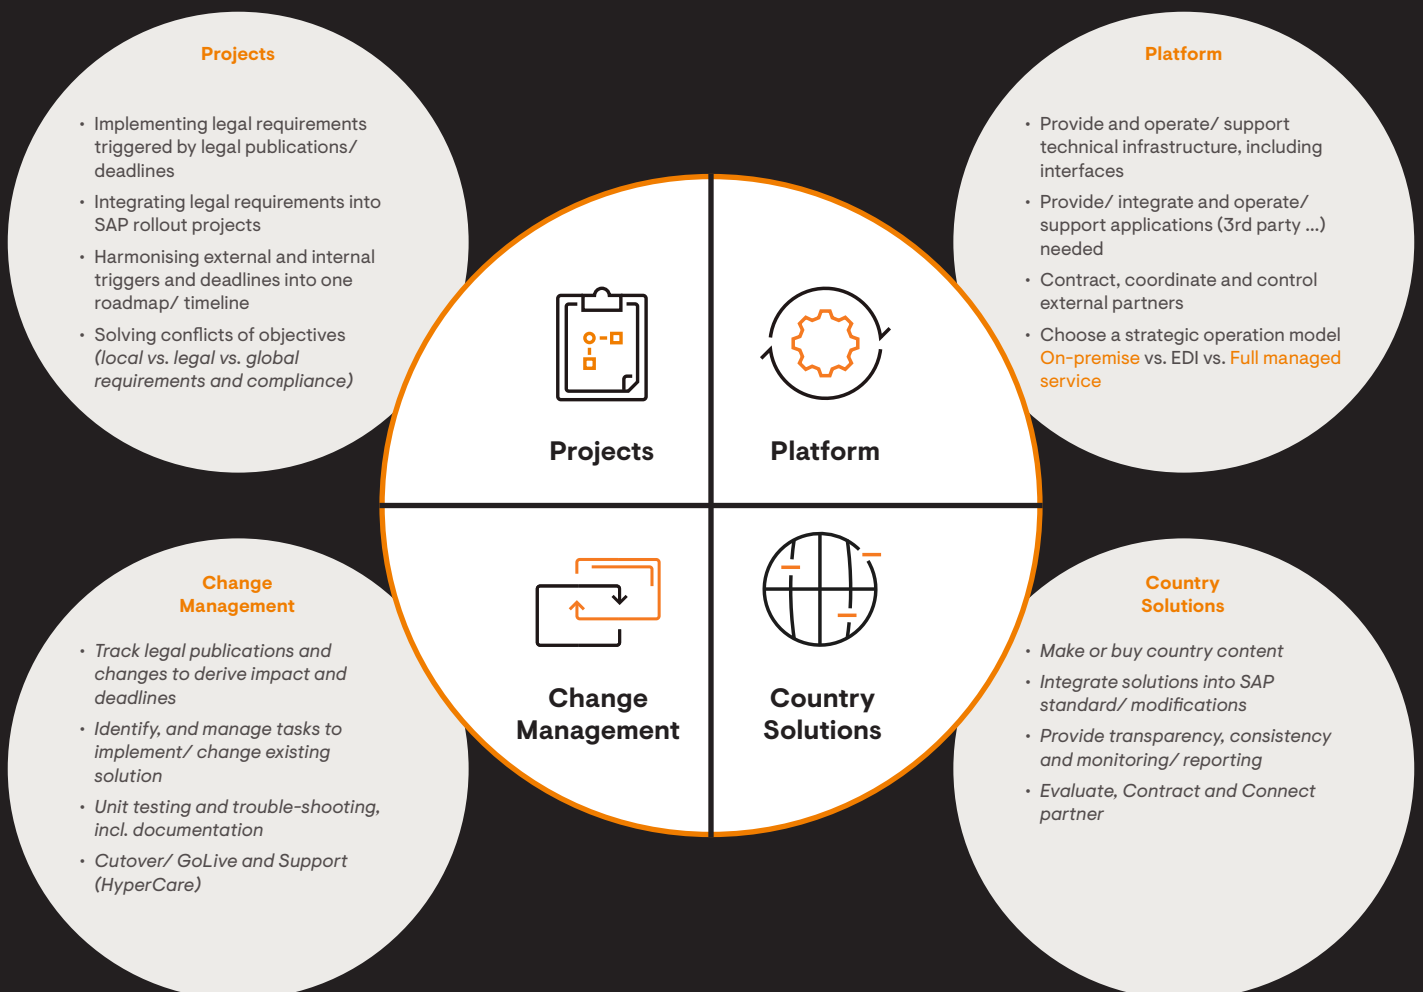 Projects
• Implementing legal requirements
triggered by legal publications/
deadlines
• Integrating legal requirements into
SAP rollout projects
• Harmonising external and internal
triggers and deadlines into one
roadmap/ timeline
• Solving conflicts of objectives
(local vs. legal vs. global
requirements and compliance)
Platform
• Provide and operate/ support
technical infrastructure, including
interfaces
• Provide/ integrate and operate/
support applications (3rd party ...)
needed
• Contract, coordinate and control
external partners
• Choose a strategic operation model
On-premise vs. EDI vs. Full managed
service
Projects
Platform
Change
Management
Country
Solutions
Change
Management
• Track legal publications and
changes to derive impact and
deadlines
• Identify, and manage tasks to
implement/ change existing
solution
• Unit testing and trouble-shooting,
incl. documentation
• Cutover/ GoLive and Support
(HyperCare)
Country
Solutions
• Make or buy country content
• Integrate solutions into SAP
standard/ modifications
• Provide transparency, consistency
and monitoring/ reporting
• Evaluate, Contract and Connect
partner